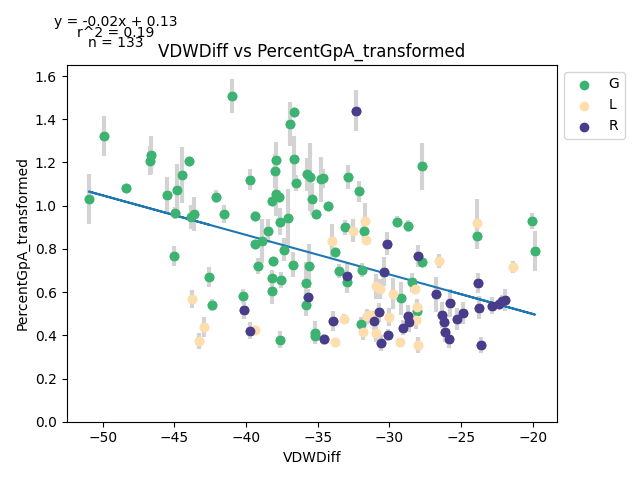 y = -0.02x + 0.13
r^2 = 0.19
n = 133
VDWDiff vs PercentGpA_transformed
G
L
R
PercentGpA_transformed
1.6
1.4
1.2
1.0
0.8
0.6
0.4
0.2
0.0
−50 −45 −40 −35 −30 −25 −20
VDWDiff